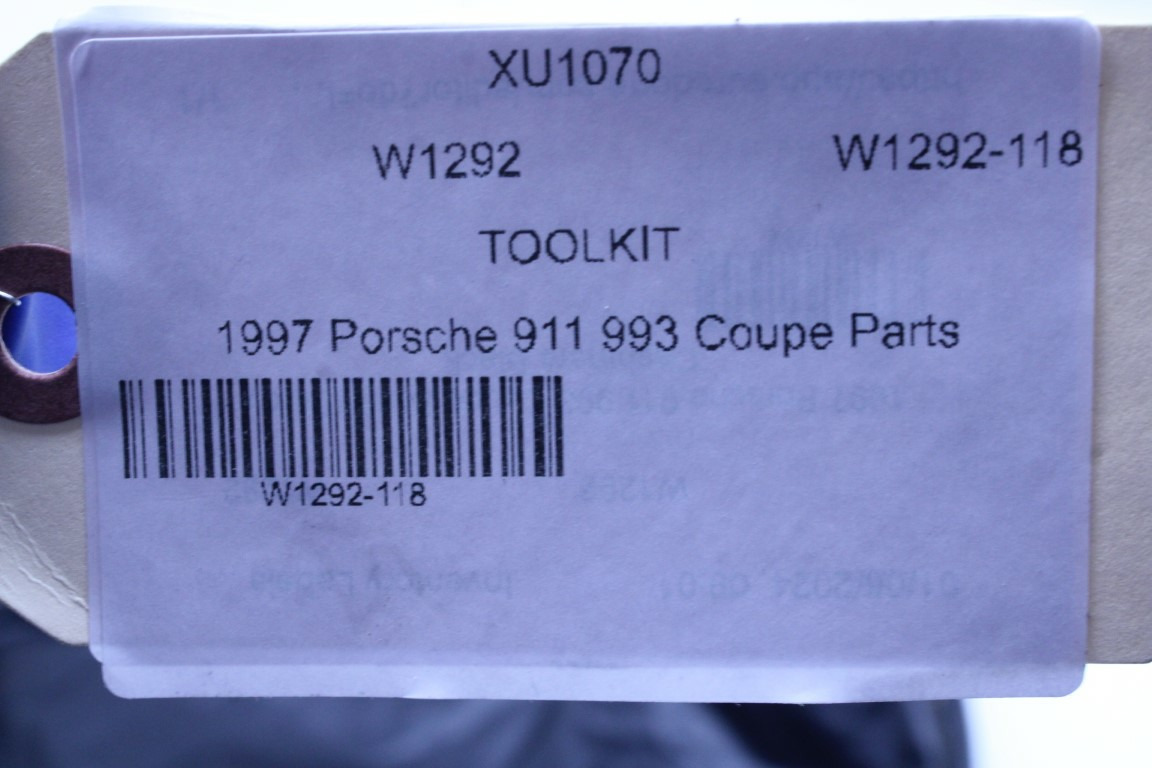 XU1070
W1292 W1292-118
TOOLKIT
1997 Porsche 911 993 Coupe Parts
W1292-118